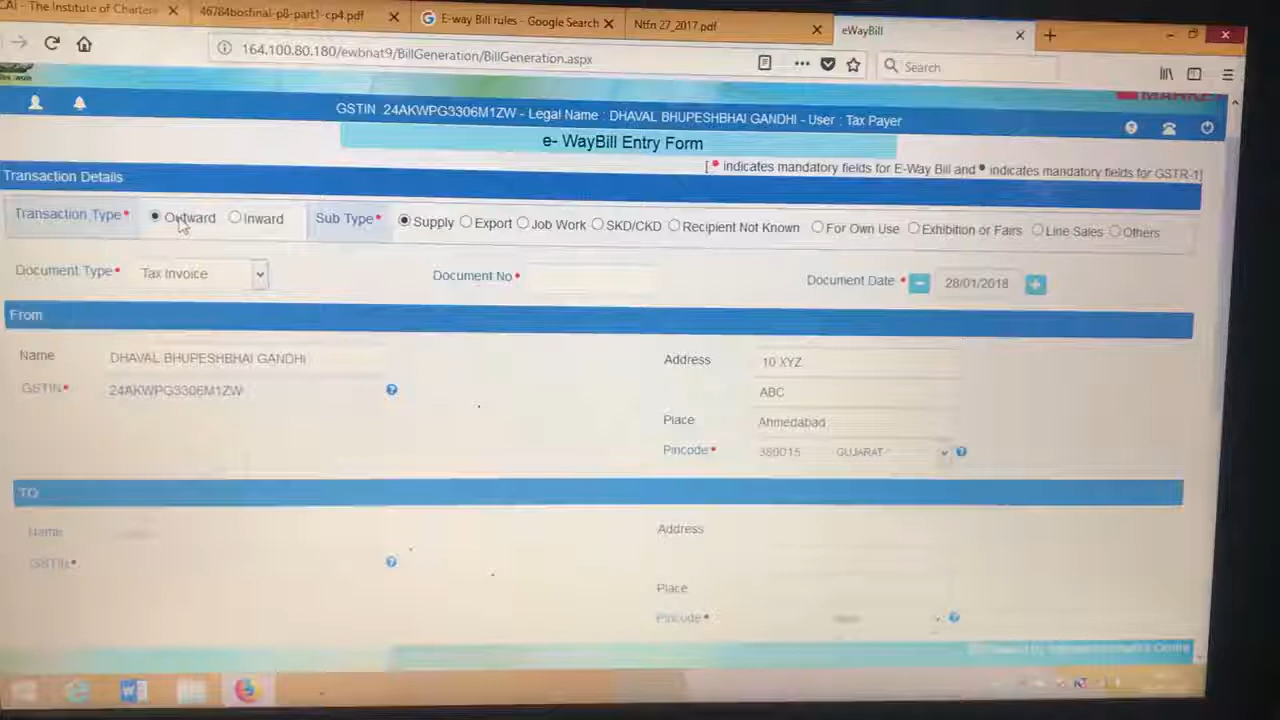 CAI - The Institute of Charter
46784bosfinal-p8-part1-cp4.pdf
E-way Bill rules - Google Search
Ntfn 27_2017.pdf
eWayBill
164.100.80.180/ewbnat9/BillGeneration/BillGeneration.aspx
Search
GSTIN 24AKWPG3306M1ZW - Legal Name : DHAVAL BHUPESHBHAI GANDHI - User : Tax Payer
e- WayBill Entry Form
[* indicates mandatory fields for E-Way Bill and * indicates mandatory fields for GSTR-1]
Transaction Details
Transaction Type* Outward Inward Sub Type* Supply Export Job Work SKD/CKD Recipient Not Known For Own Use Exhibition or Fairs Line Sales Others
Document Type* Tax Invoice Document No* Document Date* - 28/01/2018 +
From
Name DHAVAL BHUPESHBHAI GANDHI Address 10 XYZ
GSTIN* 24AKWPG3306M1ZW ABC
Place Ahmedabad
Pincode* 380015 GUJARAT
TO
Name Address
GSTIN*
Place
Pincode*